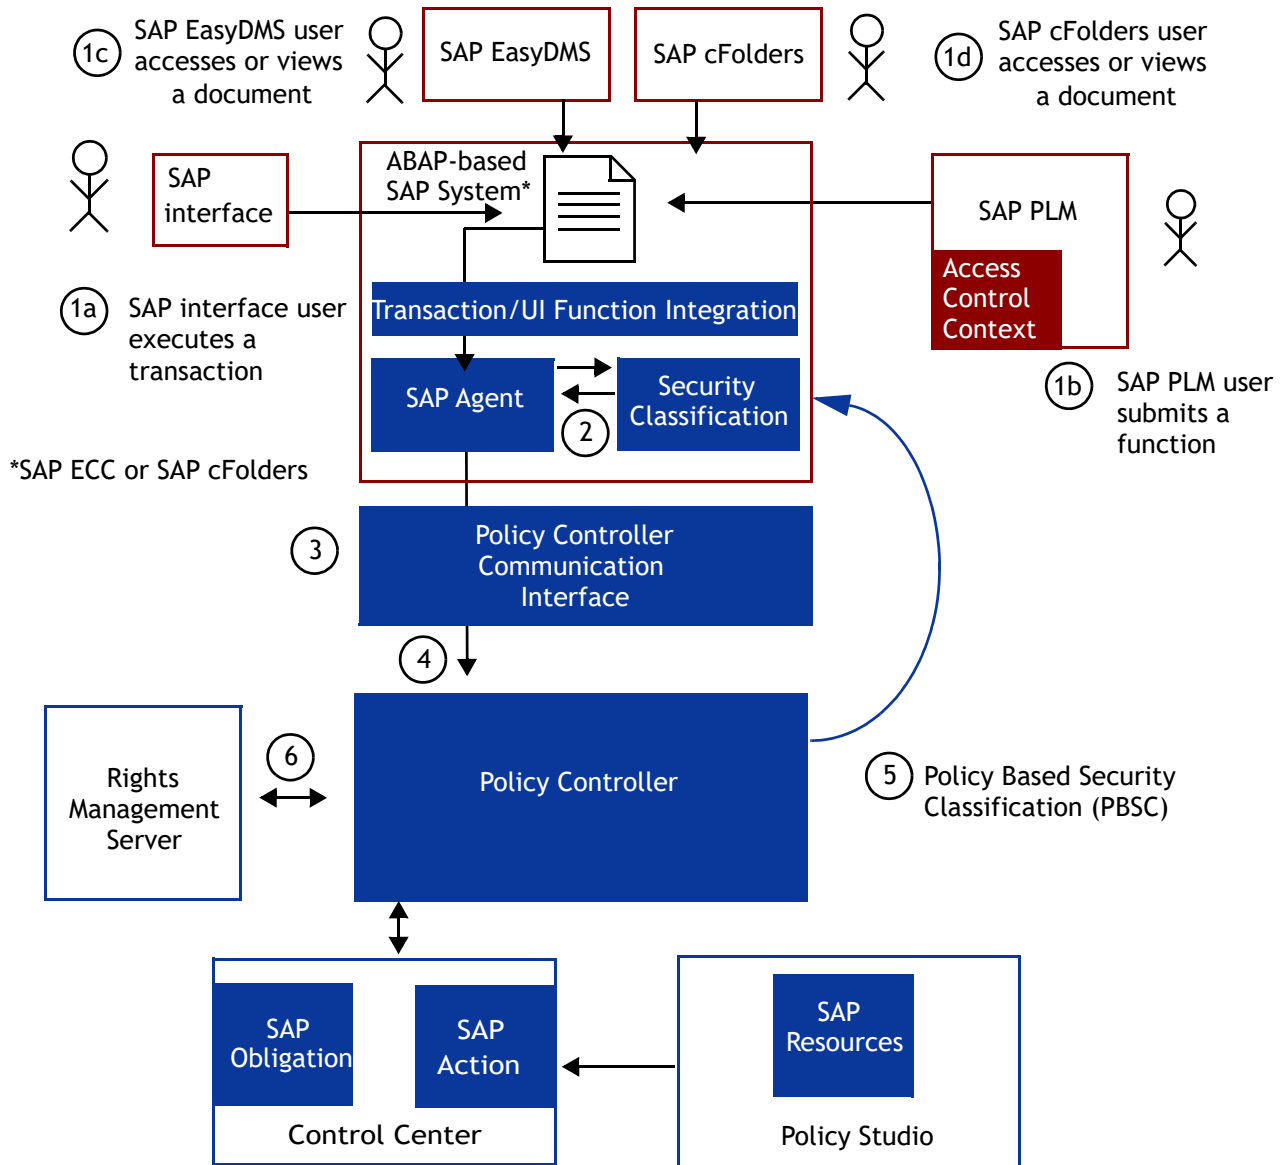 1c
SAP EasyDMS user
accesses or views
a document
SAP EasyDMS
SAP cFolders
1d
SAP cFolders user
accesses or views
a document
SAP
interface
ABAP-based
SAP System*
SAP PLM
Access
Control
Context
1a
SAP interface user
executes a
transaction
Transaction/UI Function Integration
SAP Agent
Security
Classification
2
1b
SAP PLM user
submits a
function
*SAP ECC or SAP cFolders
3
Policy Controller
Communication
Interface
4
Rights
Management
Server
6
Policy Controller
5
Policy Based Security
Classification (PBSC)
SAP
Obligation
SAP
Action
Control Center
SAP
Resources
Policy Studio